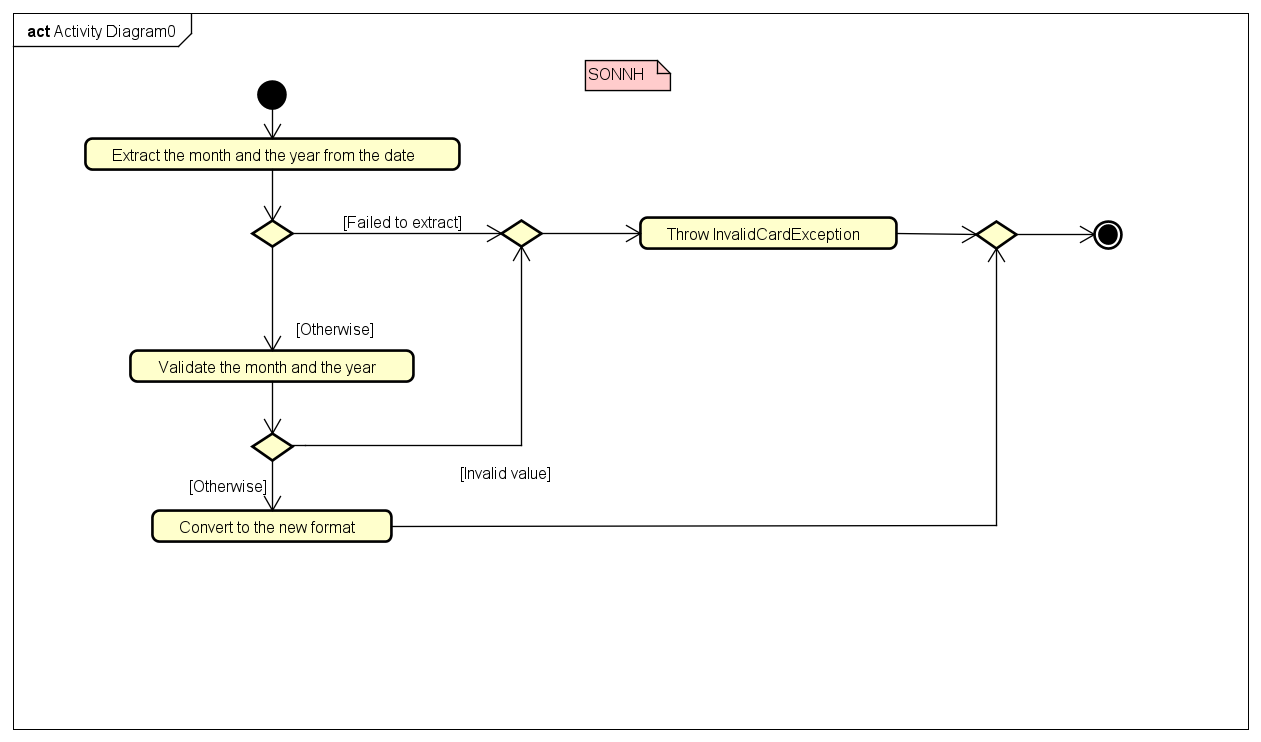 act Activity Diagram0
SONNH
Extract the month and the year from the date
[Failed to extract]
Throw InvalidCardException
[Otherwise]
Validate the month and the year
[Invalid value]
[Otherwise]
Convert to the new format